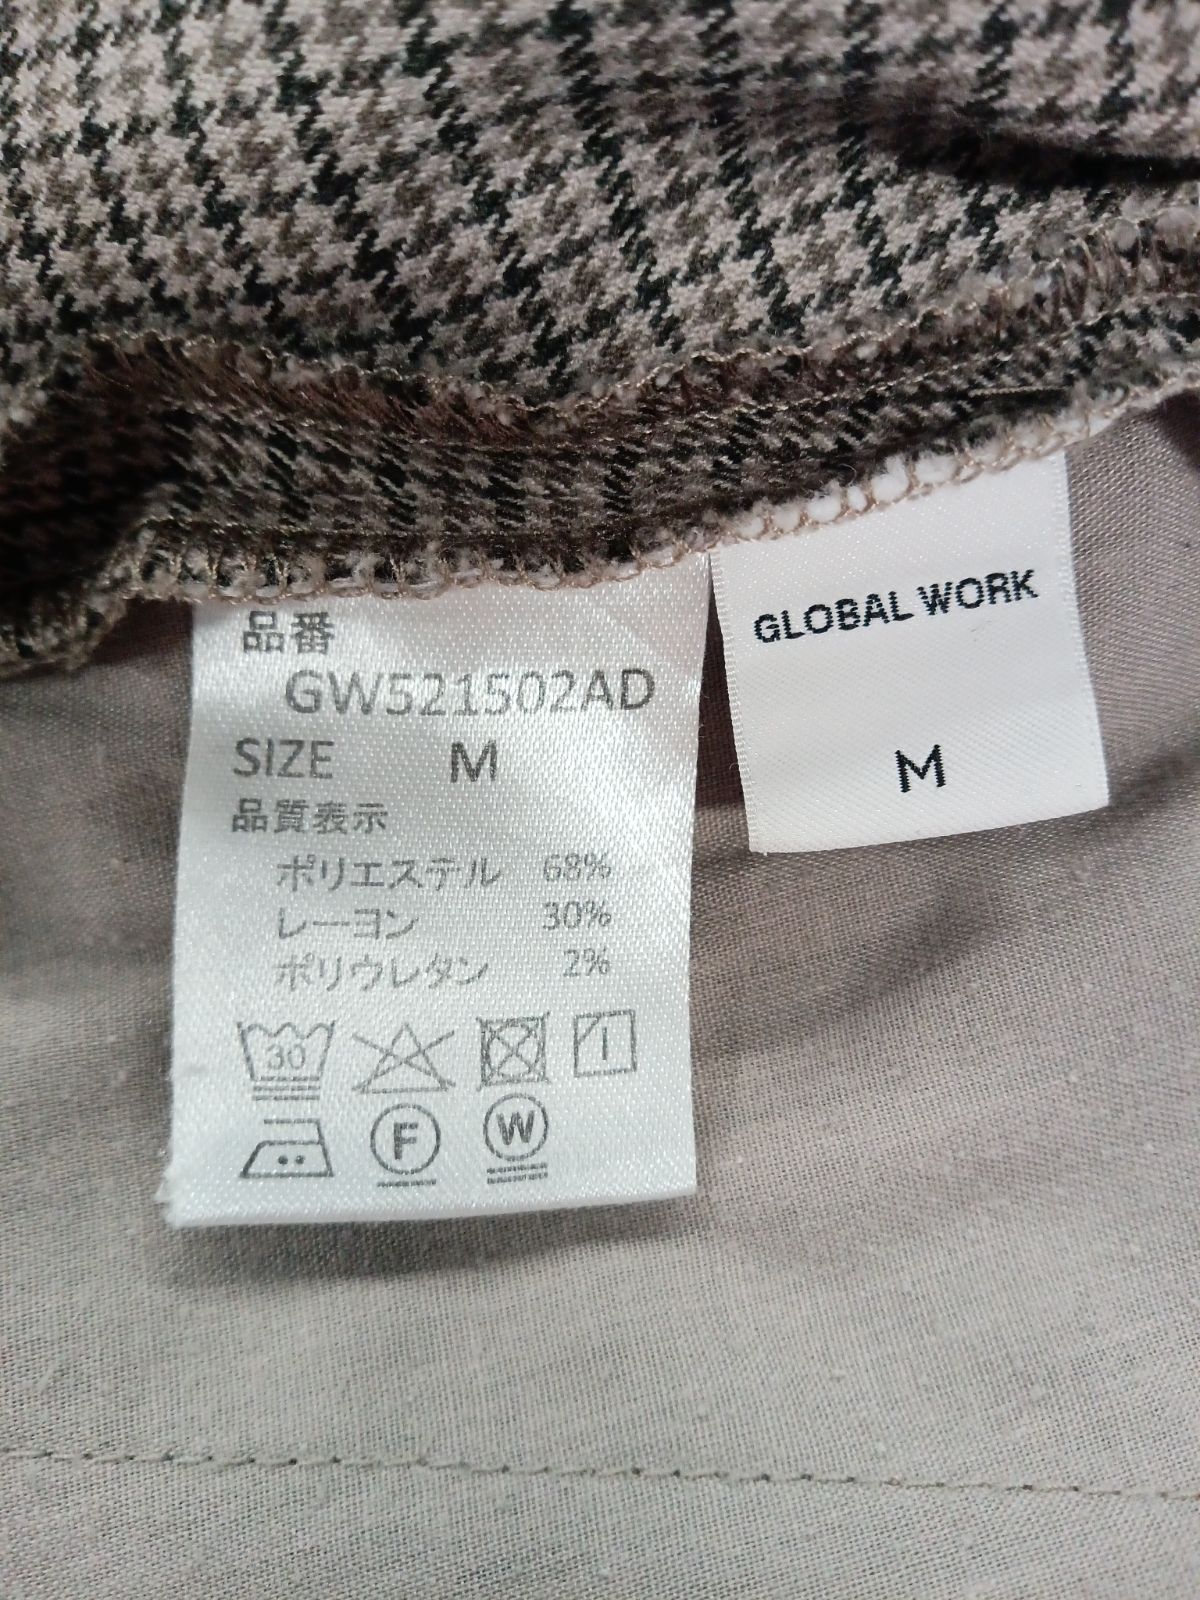 品番
GW521502AD
SIZE M
品質表示
ポリエステル 68%
レーヨン 30%
ポリウレタン 2%
30
F
W
GLOBAL WORK
M